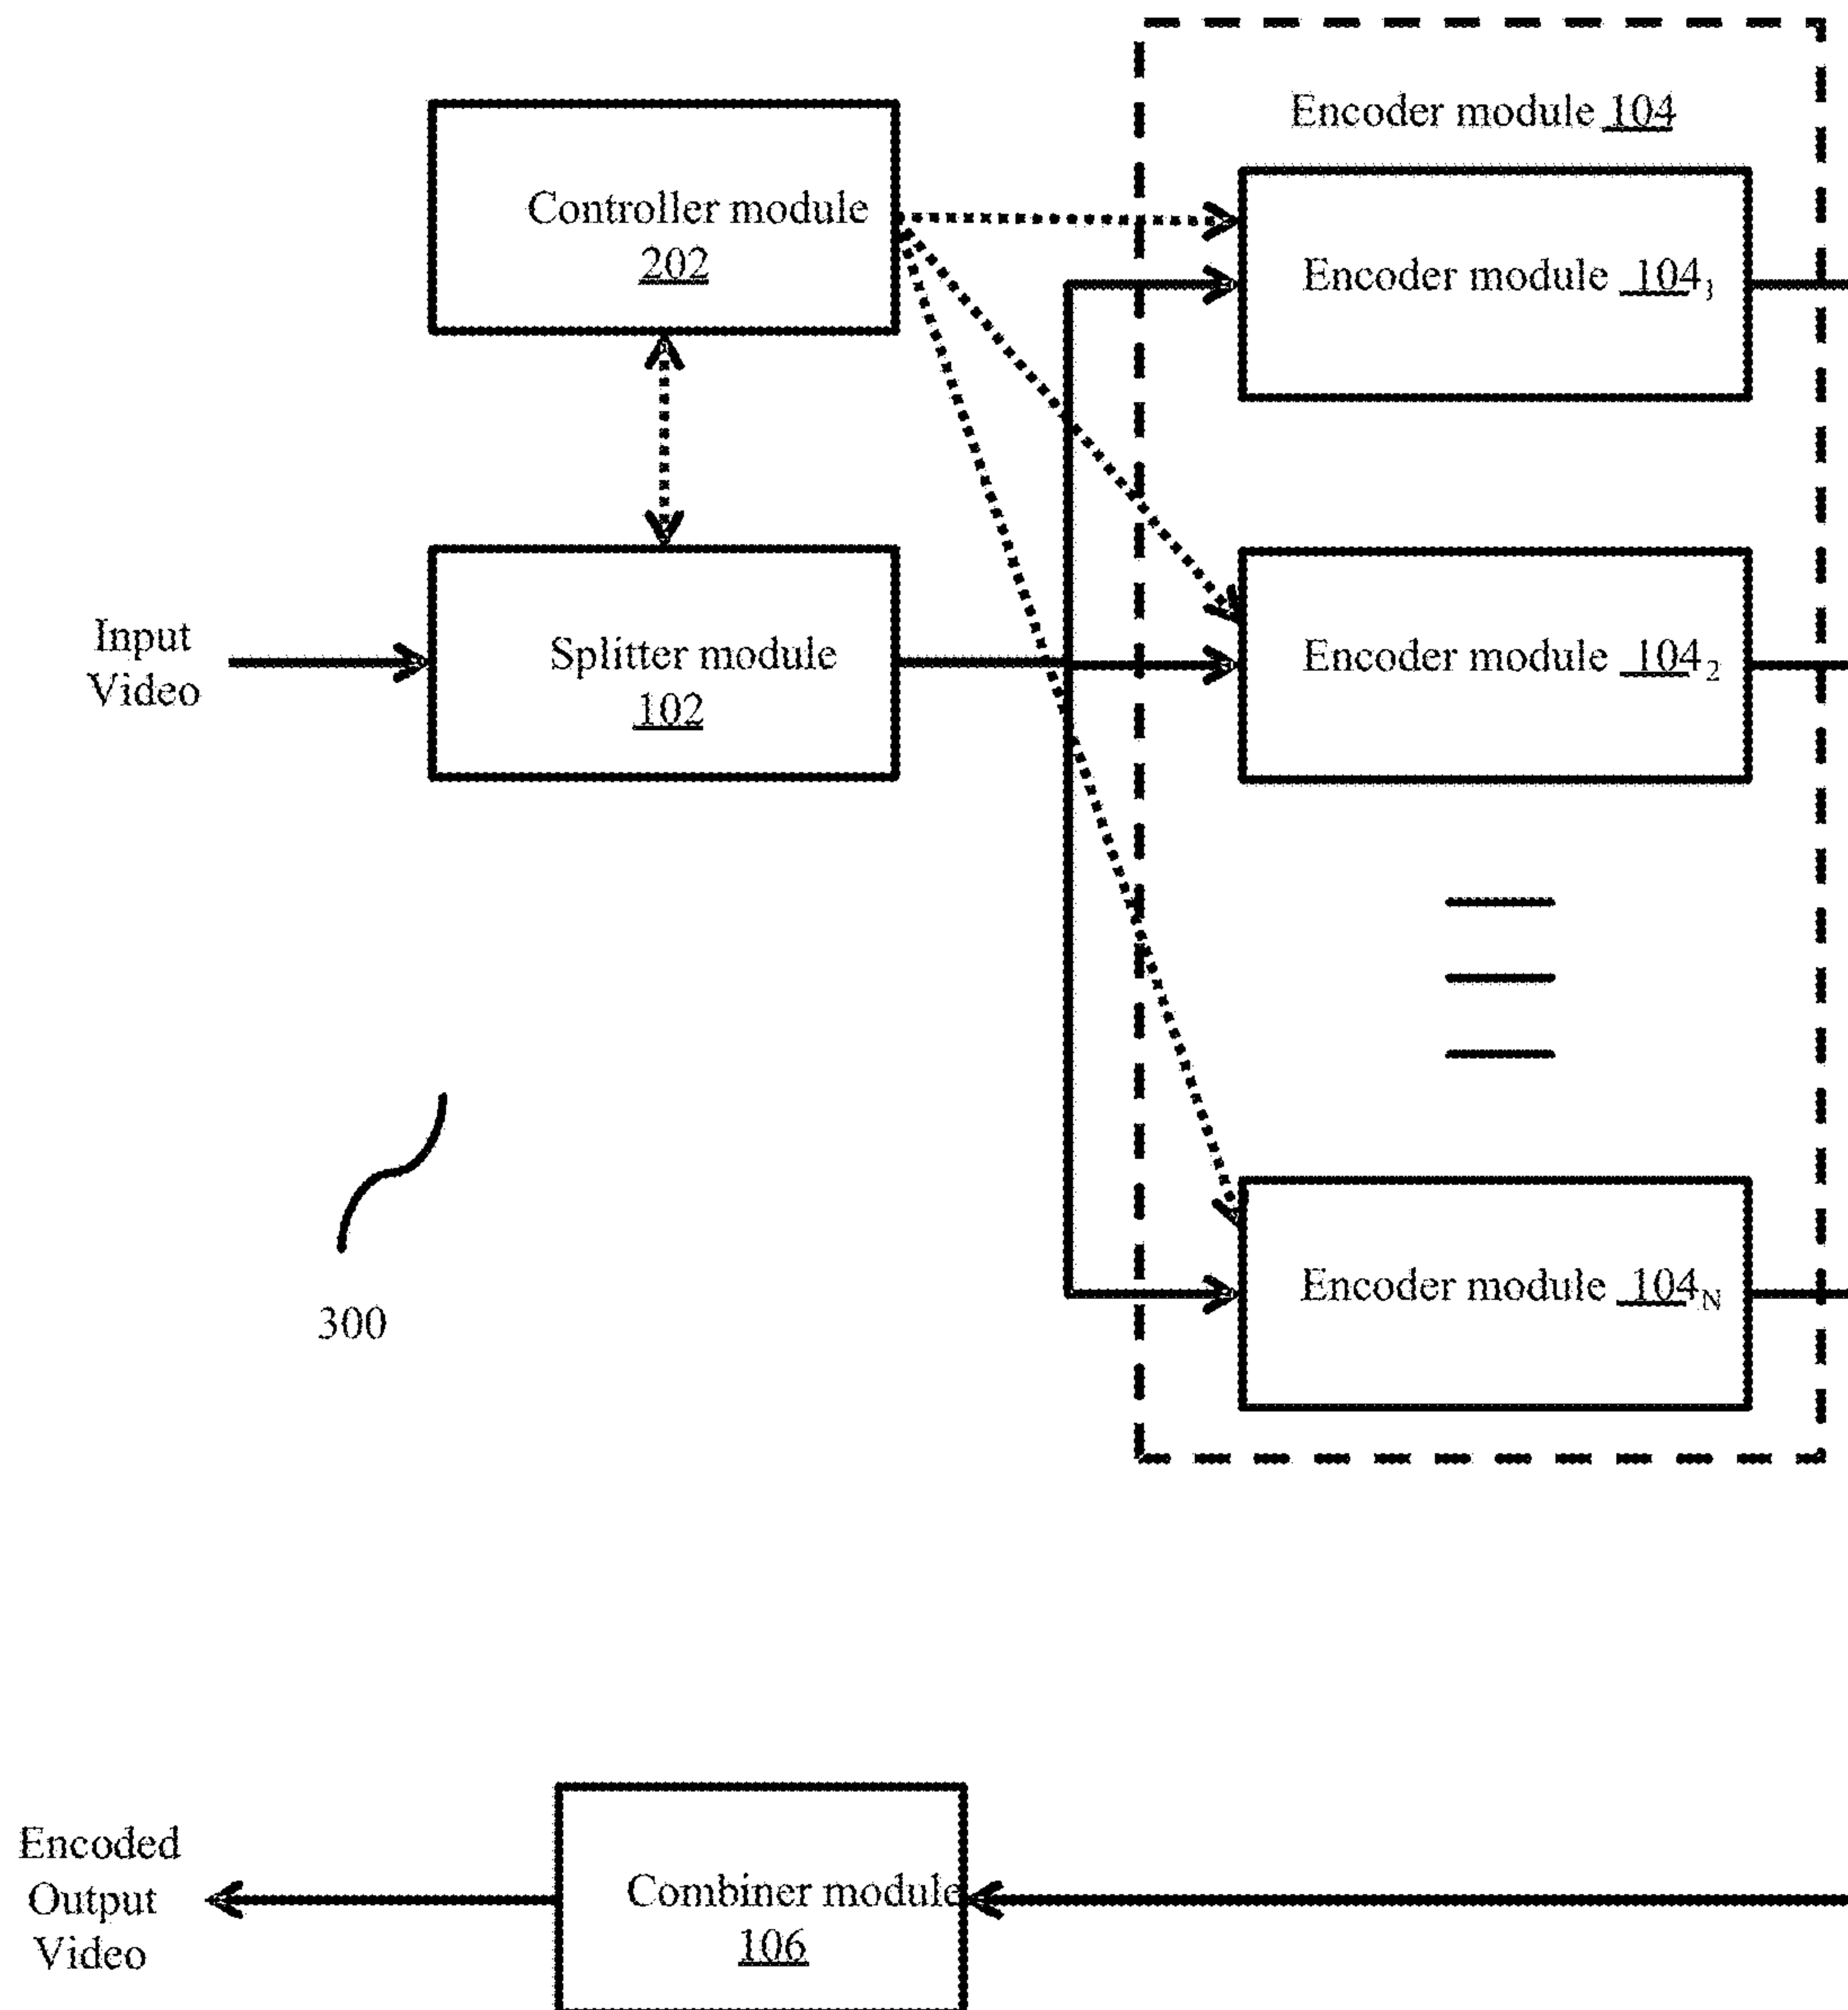 Encoder module 104
Controller module
202
Encoder module 104₁
Input
Video
Splitter module
102
Encoder module 104₂
Encoder module 104N
300
Encoded
Output
Video
Combiner module
106